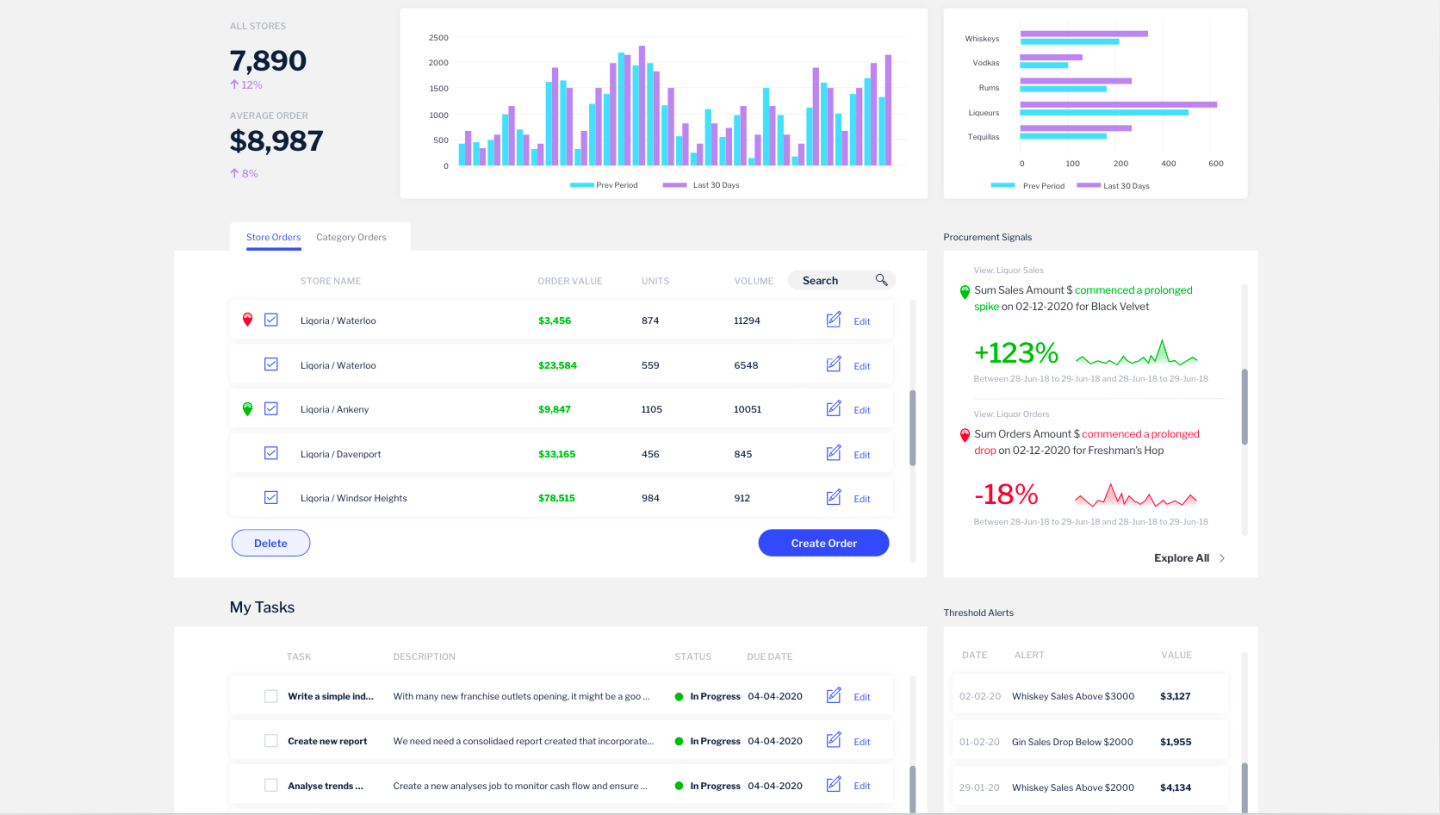 ALL STORES
7,890
↑ 12%
AVERAGE ORDER
$8,987
↑ 8%
2500
2000
1500
1000
500
0
Prev Period Last 30 Days
Whiskeys
Vodkas
Rums
Liqueurs
Tequillas
0 100 200 400 600
Prev Period Last 30 Days
Store Orders Category Orders
STORE NAME ORDER VALUE UNITS VOLUME Search
Liqoria / Waterloo $3,456 874 11294 Edit
Liqoria / Waterloo $23,584 559 6548 Edit
Liqoria / Ankeny $9,847 1105 10051 Edit
Liqoria / Davenport $33,165 456 845 Edit
Liqoria / Windsor Heights $78,515 984 912 Edit
Delete Create Order
Procurement Signals
View: Liquor Sales
Sum Sales Amount $ commenced a prolonged
spike on 02-12-2020 for Black Velvet
+123%
Between 28-Jun-18 to 29-Jun-18 and 28-Jun-18 to 29-Jun-18
View: Liquor Orders
Sum Orders Amount $ commenced a prolonged
drop on 02-12-2020 for Freshman's Hop
-18%
Between 28-Jun-18 to 29-Jun-18 and 28-Jun-18 to 29-Jun-18
Explore All
My Tasks
TASK DESCRIPTION STATUS DUE DATE
Write a simple ind... With many new franchise outlets opening, it might be a goo ... In Progress 04-04-2020 Edit
Create new report We need need a consolidaed report created that incorporate... In Progress 04-04-2020 Edit
Analyse trends ... Create a new analyses job to monitor cash flow and ensure ... In Progress 04-04-2020 Edit
Threshold Alerts
DATE ALERT VALUE
02-02-20 Whiskey Sales Above $3000 $3,127
01-02-20 Gin Sales Drop Below $2000 $1,955
29-01-20 Whiskey Sales Above $2000 $4,134